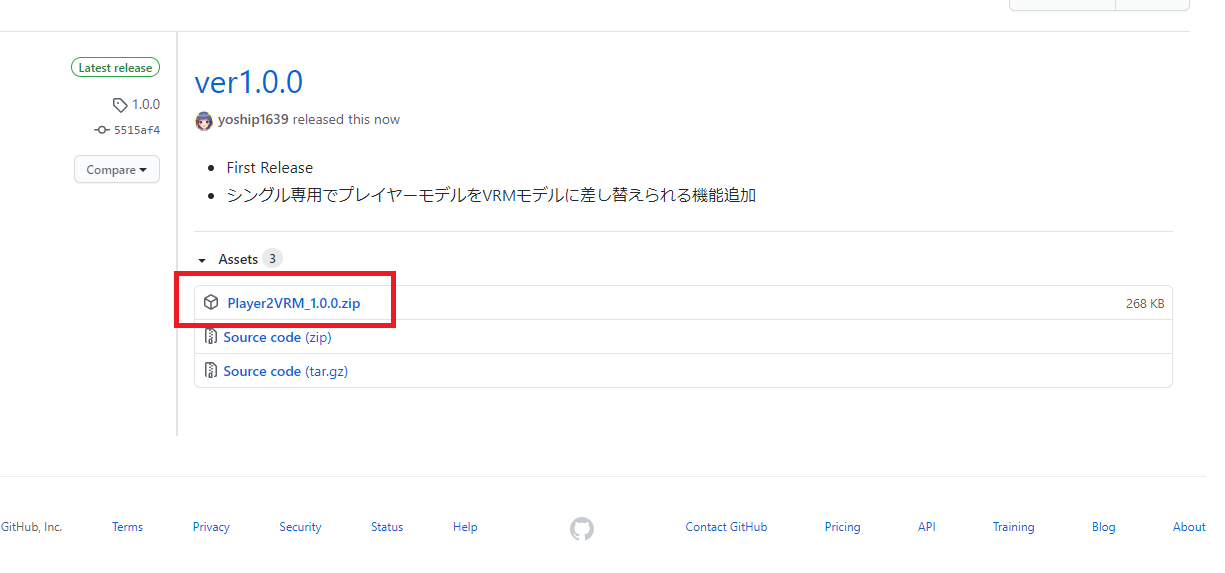 Latest release
1.0.0
5515af4
Compare
ver1.0.0
yoship1639 released this now
First Release
シングル専用でプレイヤーモデルをVRMモデルに差し替えられる機能追加
Assets 3
Player2VRM_1.0.0.zip 268 KB
Source code (zip)
Source code (tar.gz)
GitHub, Inc. Terms Privacy Security Status Help Contact GitHub Pricing API Training Blog About